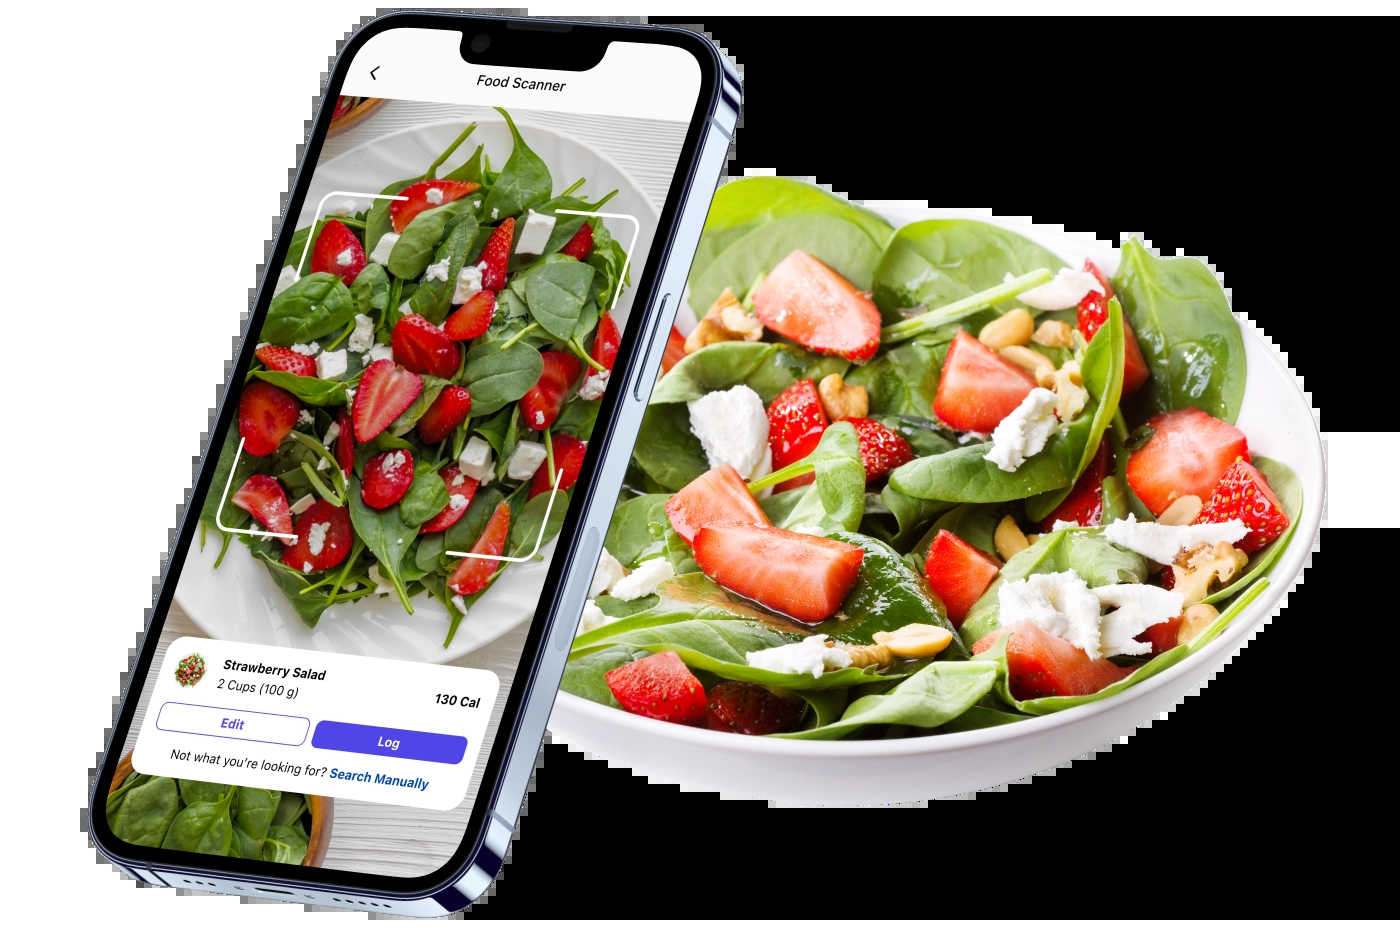 Food Scanner
Strawberry Salad
2 Cups (100 g)
130 Cal
Edit
Log
Not what you're looking for? Search Manually